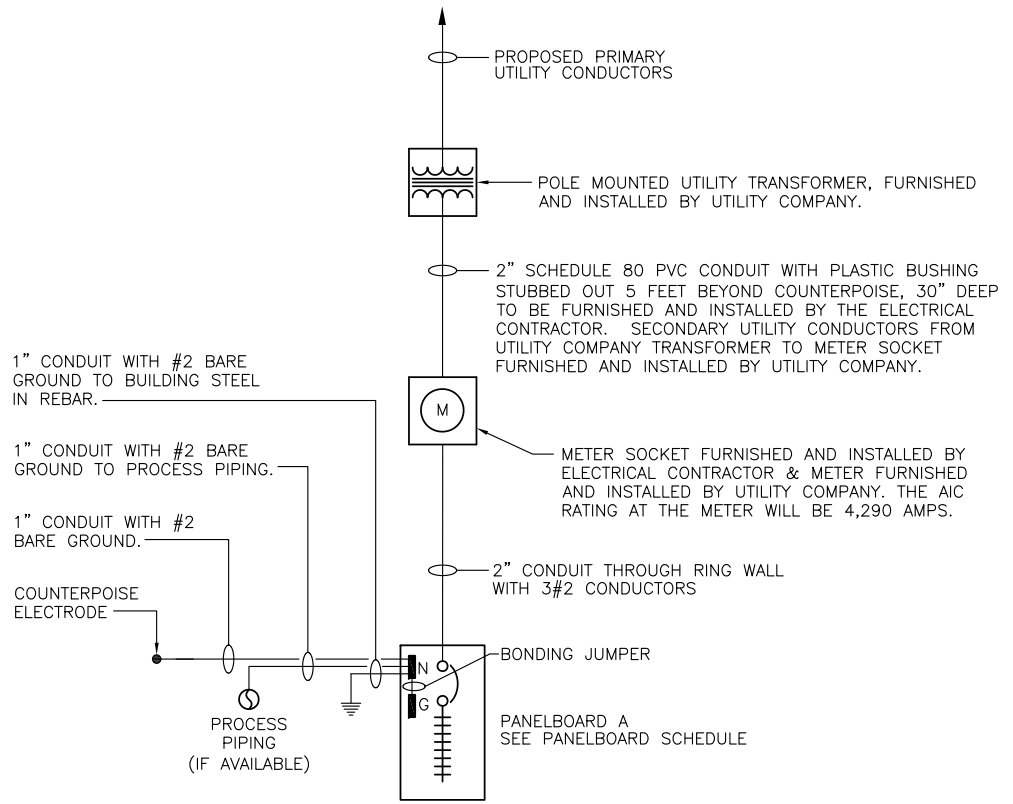 PROPOSED PRIMARY
UTILITY CONDUCTORS
POLE MOUNTED UTILITY TRANSFORMER, FURNISHED
AND INSTALLED BY UTILITY COMPANY.
2" SCHEDULE 80 PVC CONDUIT WITH PLASTIC BUSHING
STUBBED OUT 5 FEET BEYOND COUNTERPOISE, 30" DEEP
TO BE FURNISHED AND INSTALLED BY THE ELECTRICAL
CONTRACTOR. SECONDARY UTILITY CONDUCTORS FROM
UTILITY COMPANY TRANSFORMER TO METER SOCKET
FURNISHED AND INSTALLED BY UTILITY COMPANY.
1" CONDUIT WITH #2 BARE
GROUND TO BUILDING STEEL
IN REBAR.
M
1" CONDUIT WITH #2 BARE
GROUND TO PROCESS PIPING.
METER SOCKET FURNISHED AND INSTALLED BY
ELECTRICAL CONTRACTOR & METER FURNISHED
AND INSTALLED BY UTILITY COMPANY. THE AIC
RATING AT THE METER WILL BE 4,290 AMPS.
1" CONDUIT WITH #2
BARE GROUND.
2" CONDUIT THROUGH RING WALL
WITH 3#2 CONDUCTORS
COUNTERPOISE
ELECTRODE
N
BONDING JUMPER
G
PROCESS
PIPING
(IF AVAILABLE)
PANELBOARD A
SEE PANELBOARD SCHEDULE